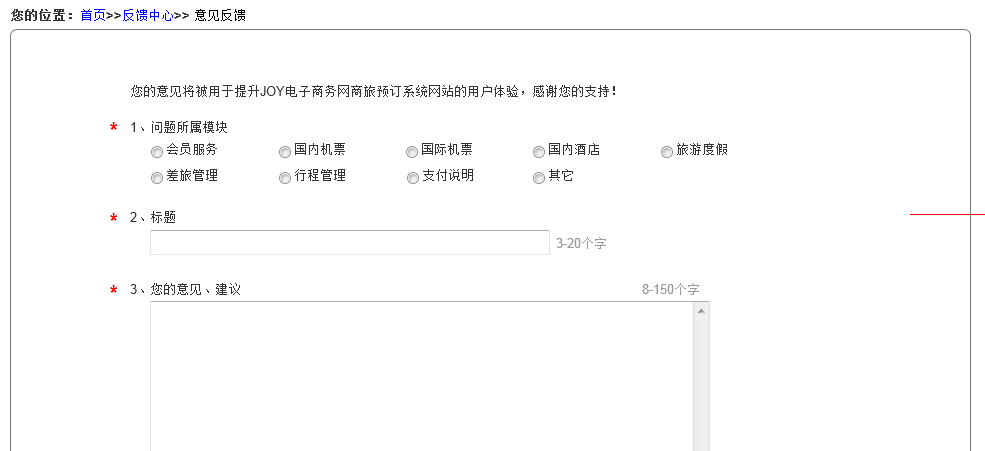 您的位置：首页>>反馈中心>> 意见反馈
您的意见将被用于提升JOY电子商务网商旅预订系统网站的用户体验，感谢您的支持！
* 1、问题所属模块
会员服务 国内机票 国际机票 国内酒店 旅游度假
差旅管理 行程管理 支付说明 其它
* 2、标题
3-20个字
* 3、您的意见、建议 8-150个字